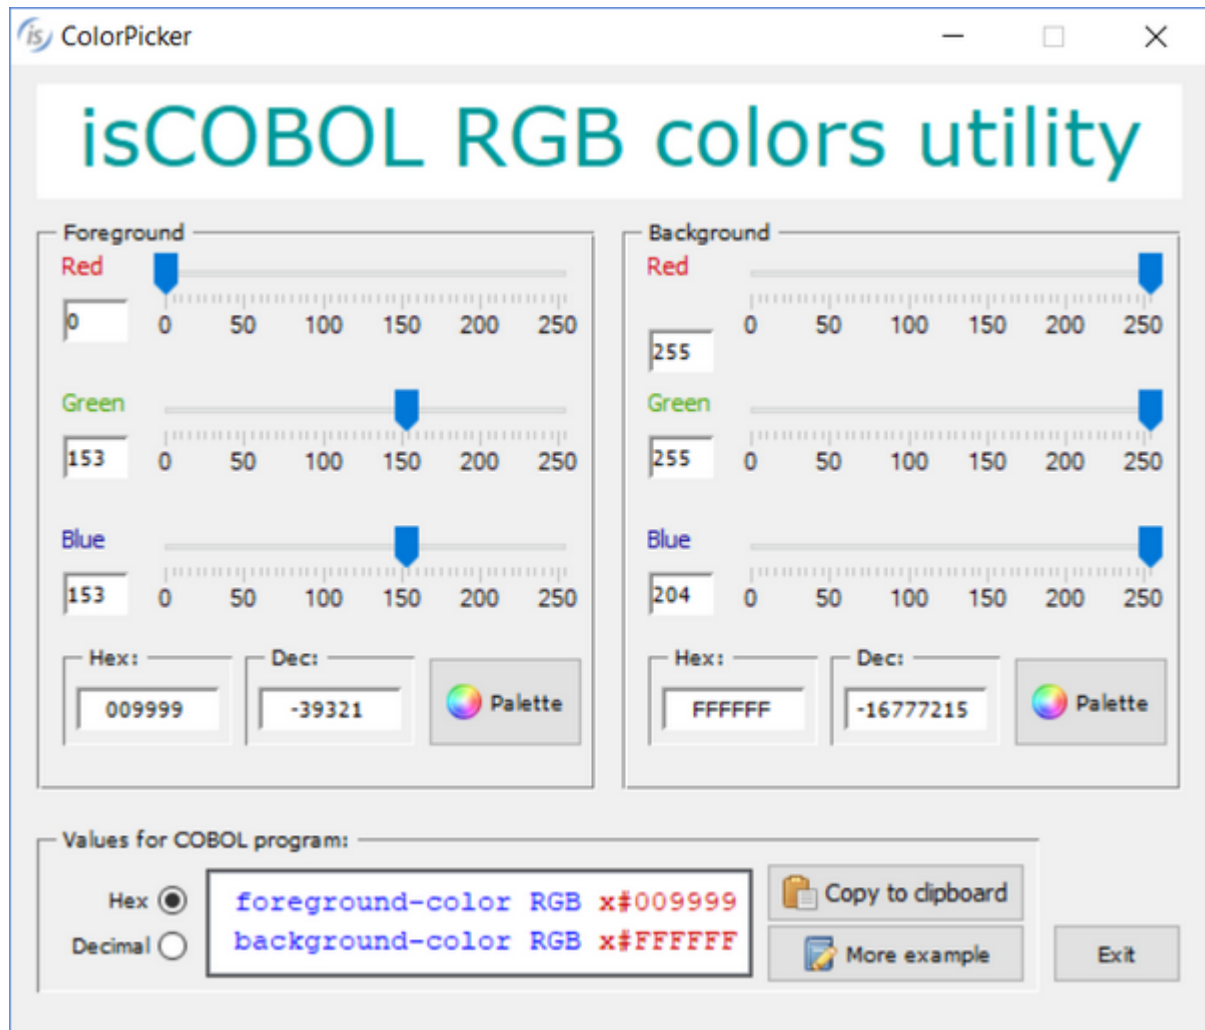 is ColorPicker
isCOBOL RGB colors utility
Foreground
Red
0
0 50 100 150 200 250
Green
153
0 50 100 150 200 250
Blue
153
0 50 100 150 200 250
Hex: Dec:
009999 -39321 Palette
Background
Red
255
0 50 100 150 200 250
Green
255
0 50 100 150 200 250
Blue
204
0 50 100 150 200 250
Hex: Dec:
FFFFFF -16777215 Palette
Values for COBOL program:
Hex
Decimal
foreground-color RGB x#009999
background-color RGB x#FFFFFF
Copy to clipboard
More example
Exit